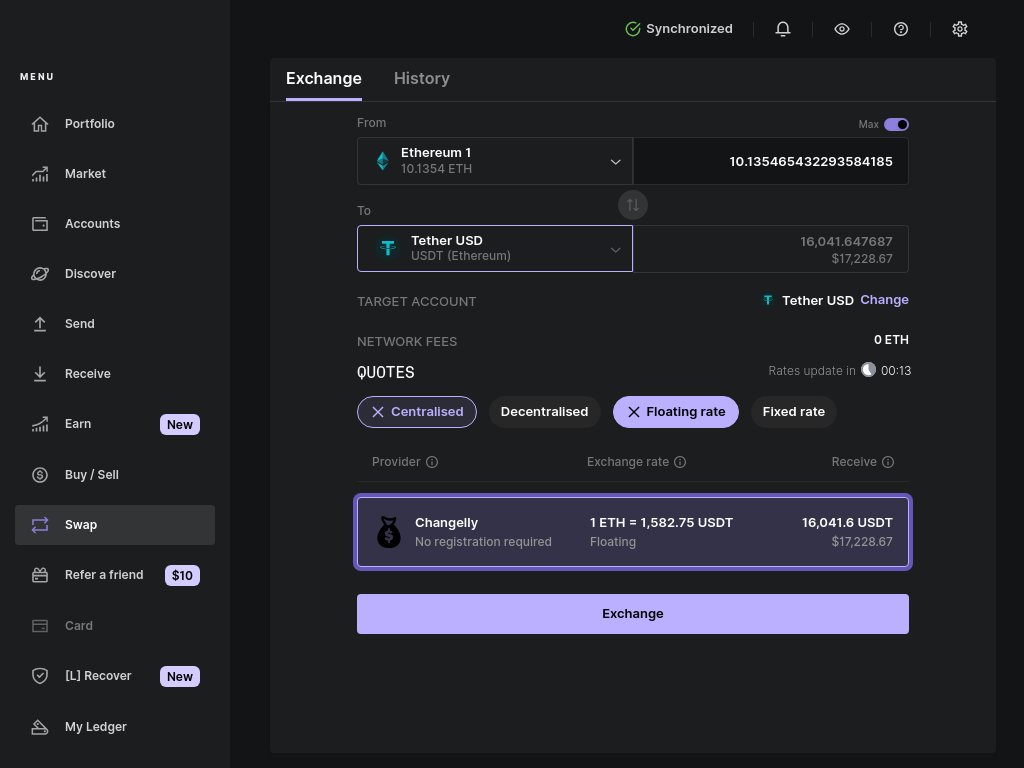 Synchronized
MENU
Portfolio
Market
Accounts
Discover
Send
Receive
Earn New
Buy / Sell
Swap
Refer a friend $10
Card
[L] Recover New
My Ledger
Exchange History
From Max
Ethereum 1
10.1354 ETH
10.135465432293584185
To
Tether USD
USDT (Ethereum)
16,041.647687
$17,228.67
TARGET ACCOUNT Tether USD Change
NETWORK FEES 0 ETH
QUOTES Rates update in 00:13
Centralised Decentralised Floating rate Fixed rate
Provider Exchange rate Receive
Changelly 1 ETH = 1,582.75 USDT 16,041.6 USDT
No registration required Floating $17,228.67
Exchange